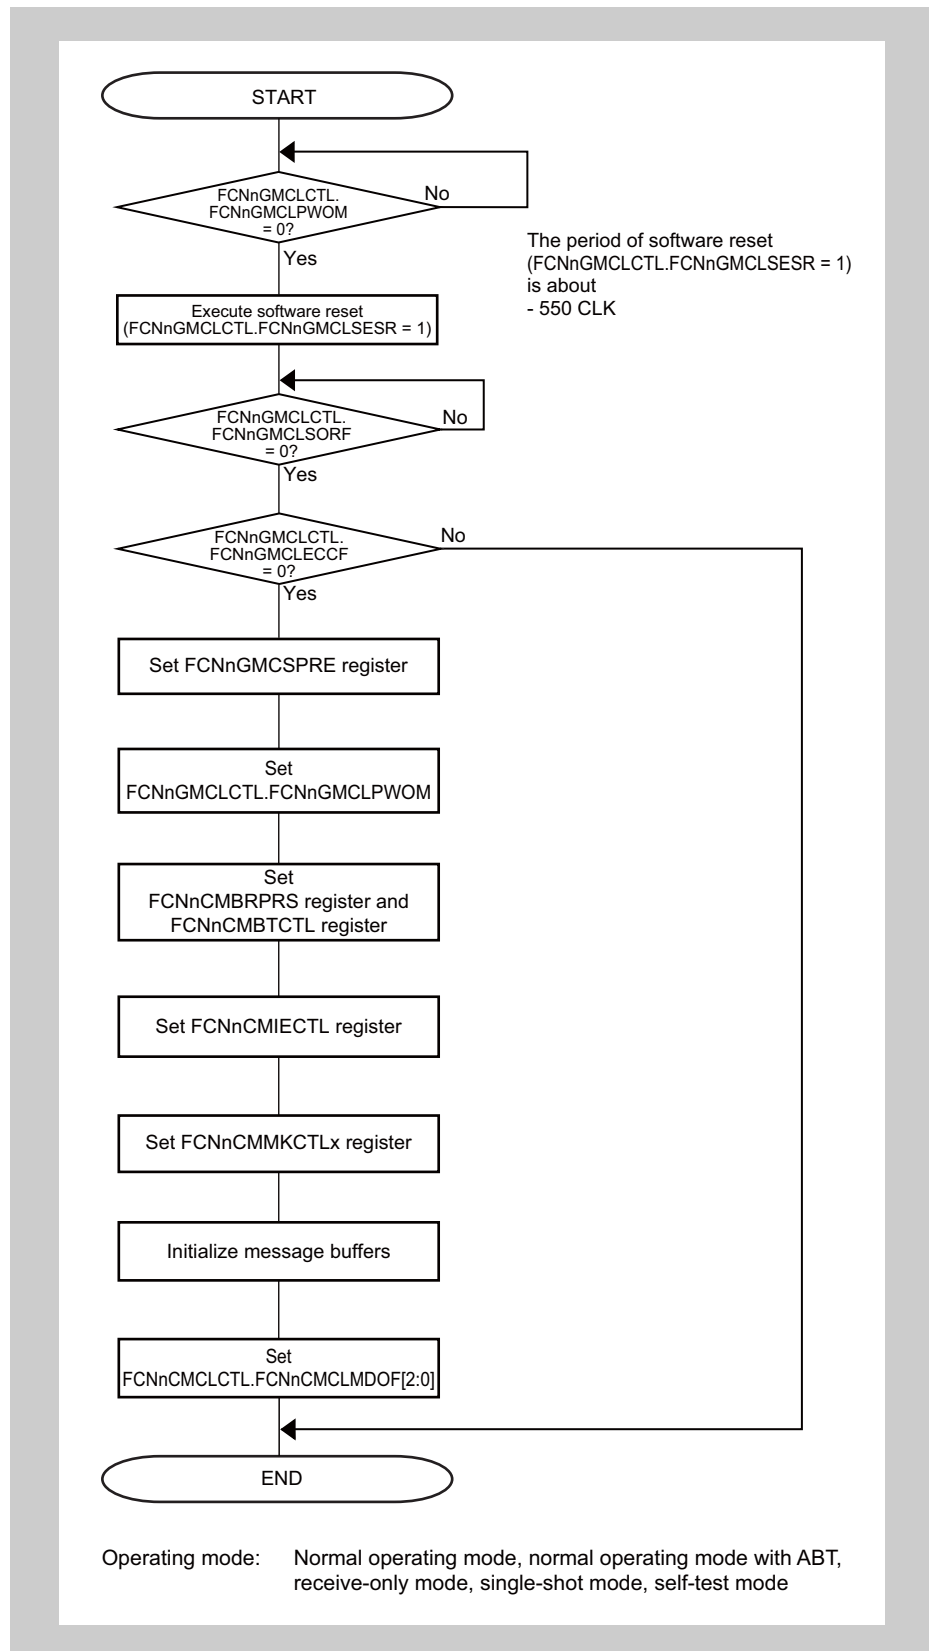 START
FCNnGMCLCTL.
FCNnGMCLPWOM
= 0?
No
Yes
The period of software reset
(FCNnGMCLCTL.FCNnGMCLSESR = 1)
is about
- 550 CLK
Execute software reset
(FCNnGMCLCTL.FCNnGMCLSESR = 1)
FCNnGMCLCTL.
FCNnGMCLSORF
= 0?
No
Yes
FCNnGMCLCTL.
FCNnGMCLECCF
= 0?
No
Yes
Set FCNnGMCSPRE register
Set
FCNnGMCLCTL.FCNnGMCLPWOM
Set
FCNnCMBRPRS register and
FCNnCMBTCTL register
Set FCNnCMIECTL register
Set FCNnCMMKCTLx register
Initialize message buffers
Set
FCNnCMCLCTL.FCNnCMCLMDOF[2:0]
END
Operating mode: Normal operating mode, normal operating mode with ABT,
receive-only mode, single-shot mode, self-test mode